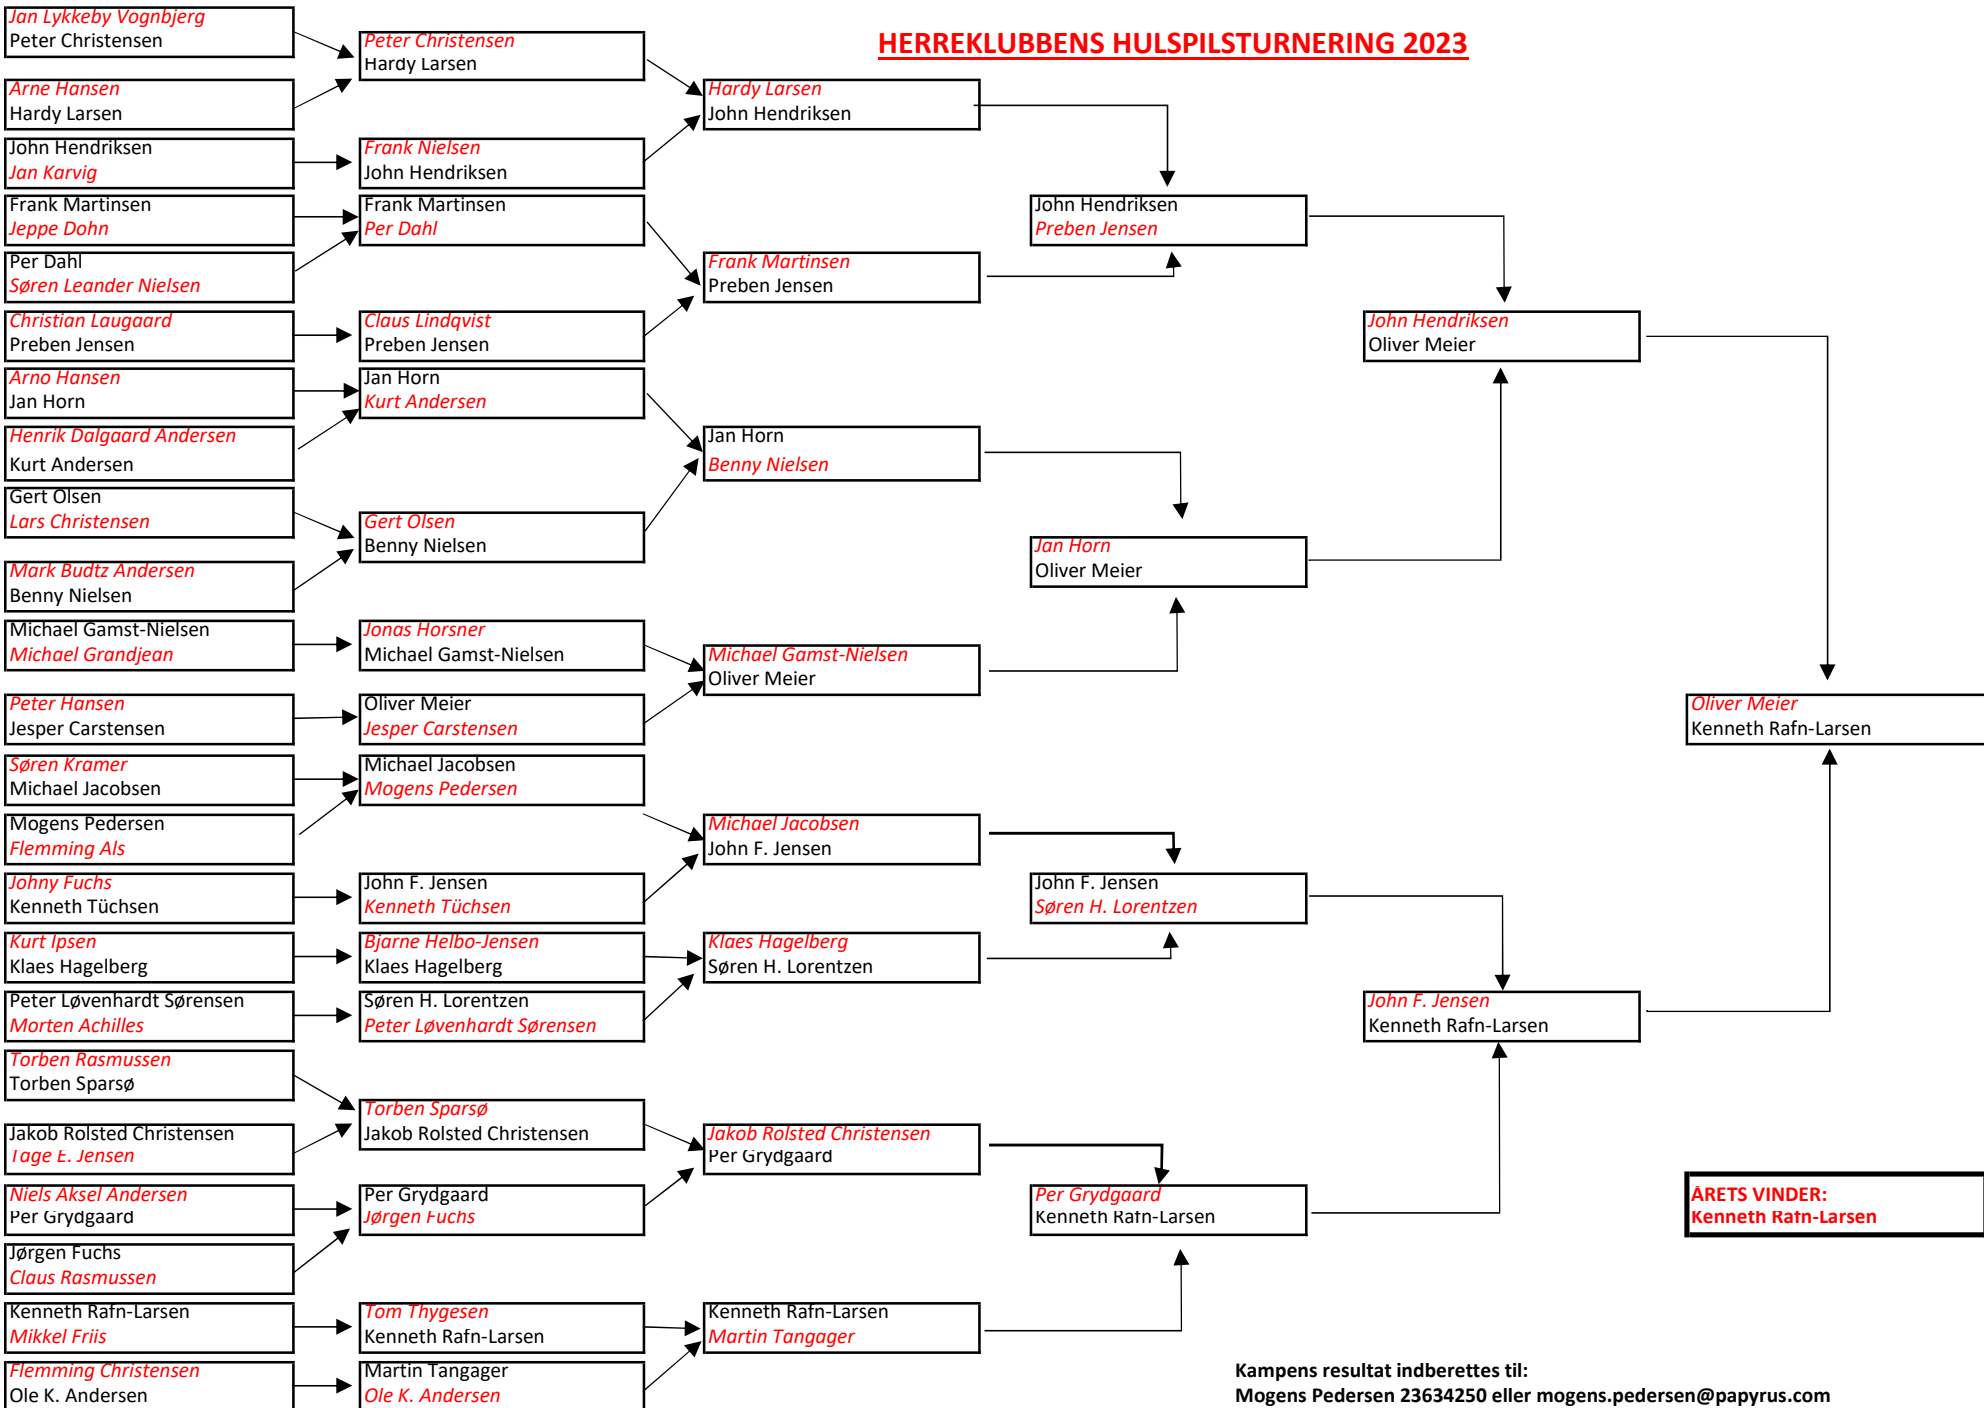 HERREKLUBBENS HULSPILSTURNERING 2023
Jan Lykkeby Vognbjerg
Peter Christensen
Arne Hansen
Hardy Larsen
John Hendriksen
Jan Karvig
Frank Martinsen
Jeppe Dohn
Per Dahl
Søren Leander Nielsen
Christian Laugaard
Preben Jensen
Arno Hansen
Jan Horn
Henrik Dalgaard Andersen
Kurt Andersen
Gert Olsen
Lars Christensen
Mark Budtz Andersen
Benny Nielsen
Michael Gamst-Nielsen
Michael Grandjean
Peter Hansen
Jesper Carstensen
Søren Kramer
Michael Jacobsen
Mogens Pedersen
Flemming Als
Johny Fuchs
Kenneth Tüchsen
Kurt Ipsen
Klaes Hagelberg
Peter Løvenhardt Sørensen
Morten Achilles
Torben Rasmussen
Torben Sparsø
Jakob Rolsted Christensen
Tage E. Jensen
Niels Aksel Andersen
Per Grydgaard
Jørgen Fuchs
Claus Rasmussen
Kenneth Rafn-Larsen
Mikkel Friis
Flemming Christensen
Ole K. Andersen
Peter Christensen
Hardy Larsen
Frank Nielsen
John Hendriksen
Frank Martinsen
Per Dahl
Claus Lindqvist
Preben Jensen
Jan Horn
Kurt Andersen
Gert Olsen
Benny Nielsen
Jonas Horsner
Michael Gamst-Nielsen
Oliver Meier
Jesper Carstensen
Michael Jacobsen
Mogens Pedersen
John F. Jensen
Kenneth Tüchsen
Bjarne Helbo-Jensen
Klaes Hagelberg
Søren H. Lorentzen
Peter Løvenhardt Sørensen
Torben Sparsø
Jakob Rolsted Christensen
Per Grydgaard
Jørgen Fuchs
Tom Thygesen
Kenneth Rafn-Larsen
Martin Tangager
Ole K. Andersen
Hardy Larsen
John Hendriksen
Frank Martinsen
Preben Jensen
Jan Horn
Benny Nielsen
Michael Gamst-Nielsen
Oliver Meier
Michael Jacobsen
John F. Jensen
Klaes Hagelberg
Søren H. Lorentzen
Jakob Rolsted Christensen
Per Grydgaard
Kenneth Rafn-Larsen
Martin Tangager
John Hendriksen
Preben Jensen
Jan Horn
Oliver Meier
John F. Jensen
Søren H. Lorentzen
Per Grydgaard
Kenneth Rafn-Larsen
John Hendriksen
Oliver Meier
John F. Jensen
Kenneth Rafn-Larsen
Oliver Meier
Kenneth Rafn-Larsen
ÅRETS VINDER:
Kenneth Rafn-Larsen
Kampens resultat indberettes til:
Mogens Pedersen 23634250 eller mogens.pedersen@papyrus.com